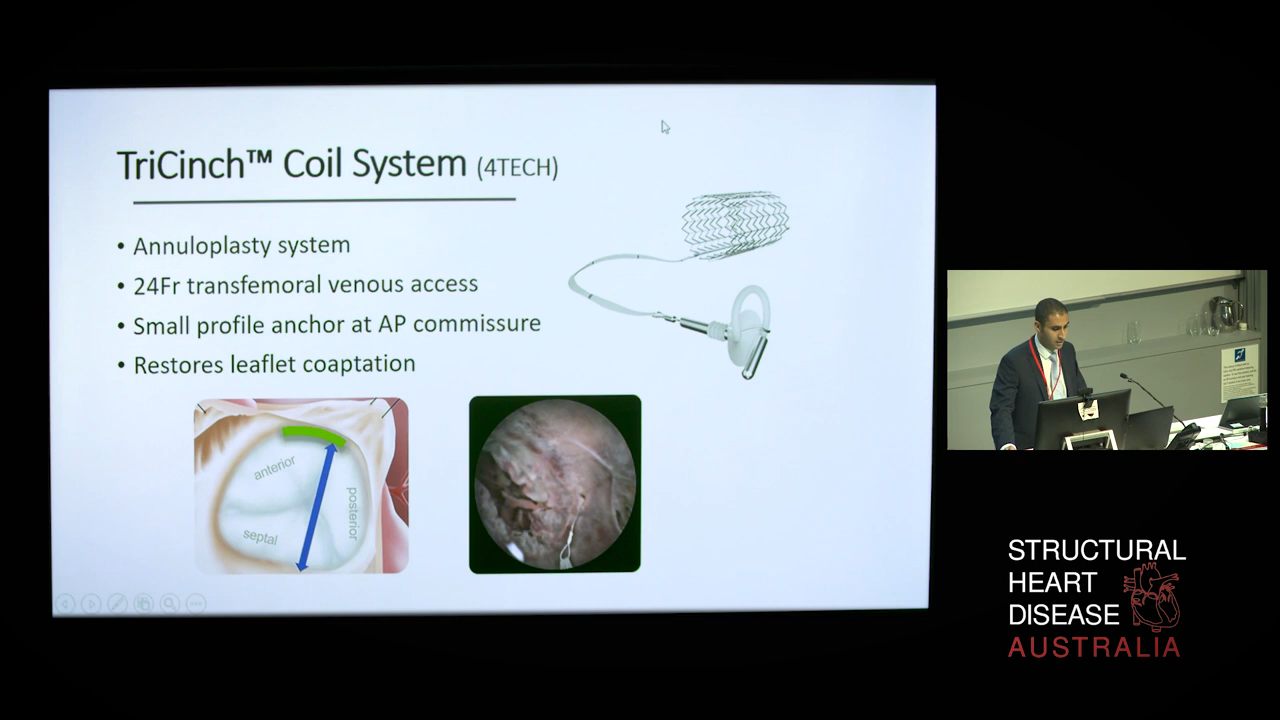 TriCinch™ Coil System (4TECH)
• Annuloplasty system
• 24Fr transfemoral venous access
• Small profile anchor at AP commissure
• Restores leaflet coaptation
anterior
posterior
septal
STRUCTURAL
HEART
DISEASE
AUSTRALIA